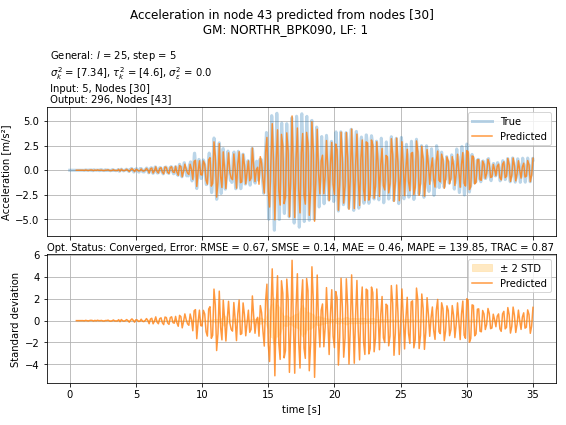 Acceleration in node 43 predicted from nodes [30]
GM: NORTHR_BPK090, LF: 1
General: l = 25, step = 5
σ²ₖ = [7.34], τ²ₖ = [4.6], σ²ε = 0.0
Input: 5, Nodes [30]
Output: 296, Nodes [43]
Acceleration [m/s²]
5.0
2.5
0.0
−2.5
−5.0
True
Predicted
Opt. Status: Converged, Error: RMSE = 0.67, SMSE = 0.14, MAE = 0.46, MAPE = 139.85, TRAC = 0.87
Standard deviation
6
4
2
0
−2
−4
± 2 STD
Predicted
0 5 10 15 20 25 30 35
time [s]